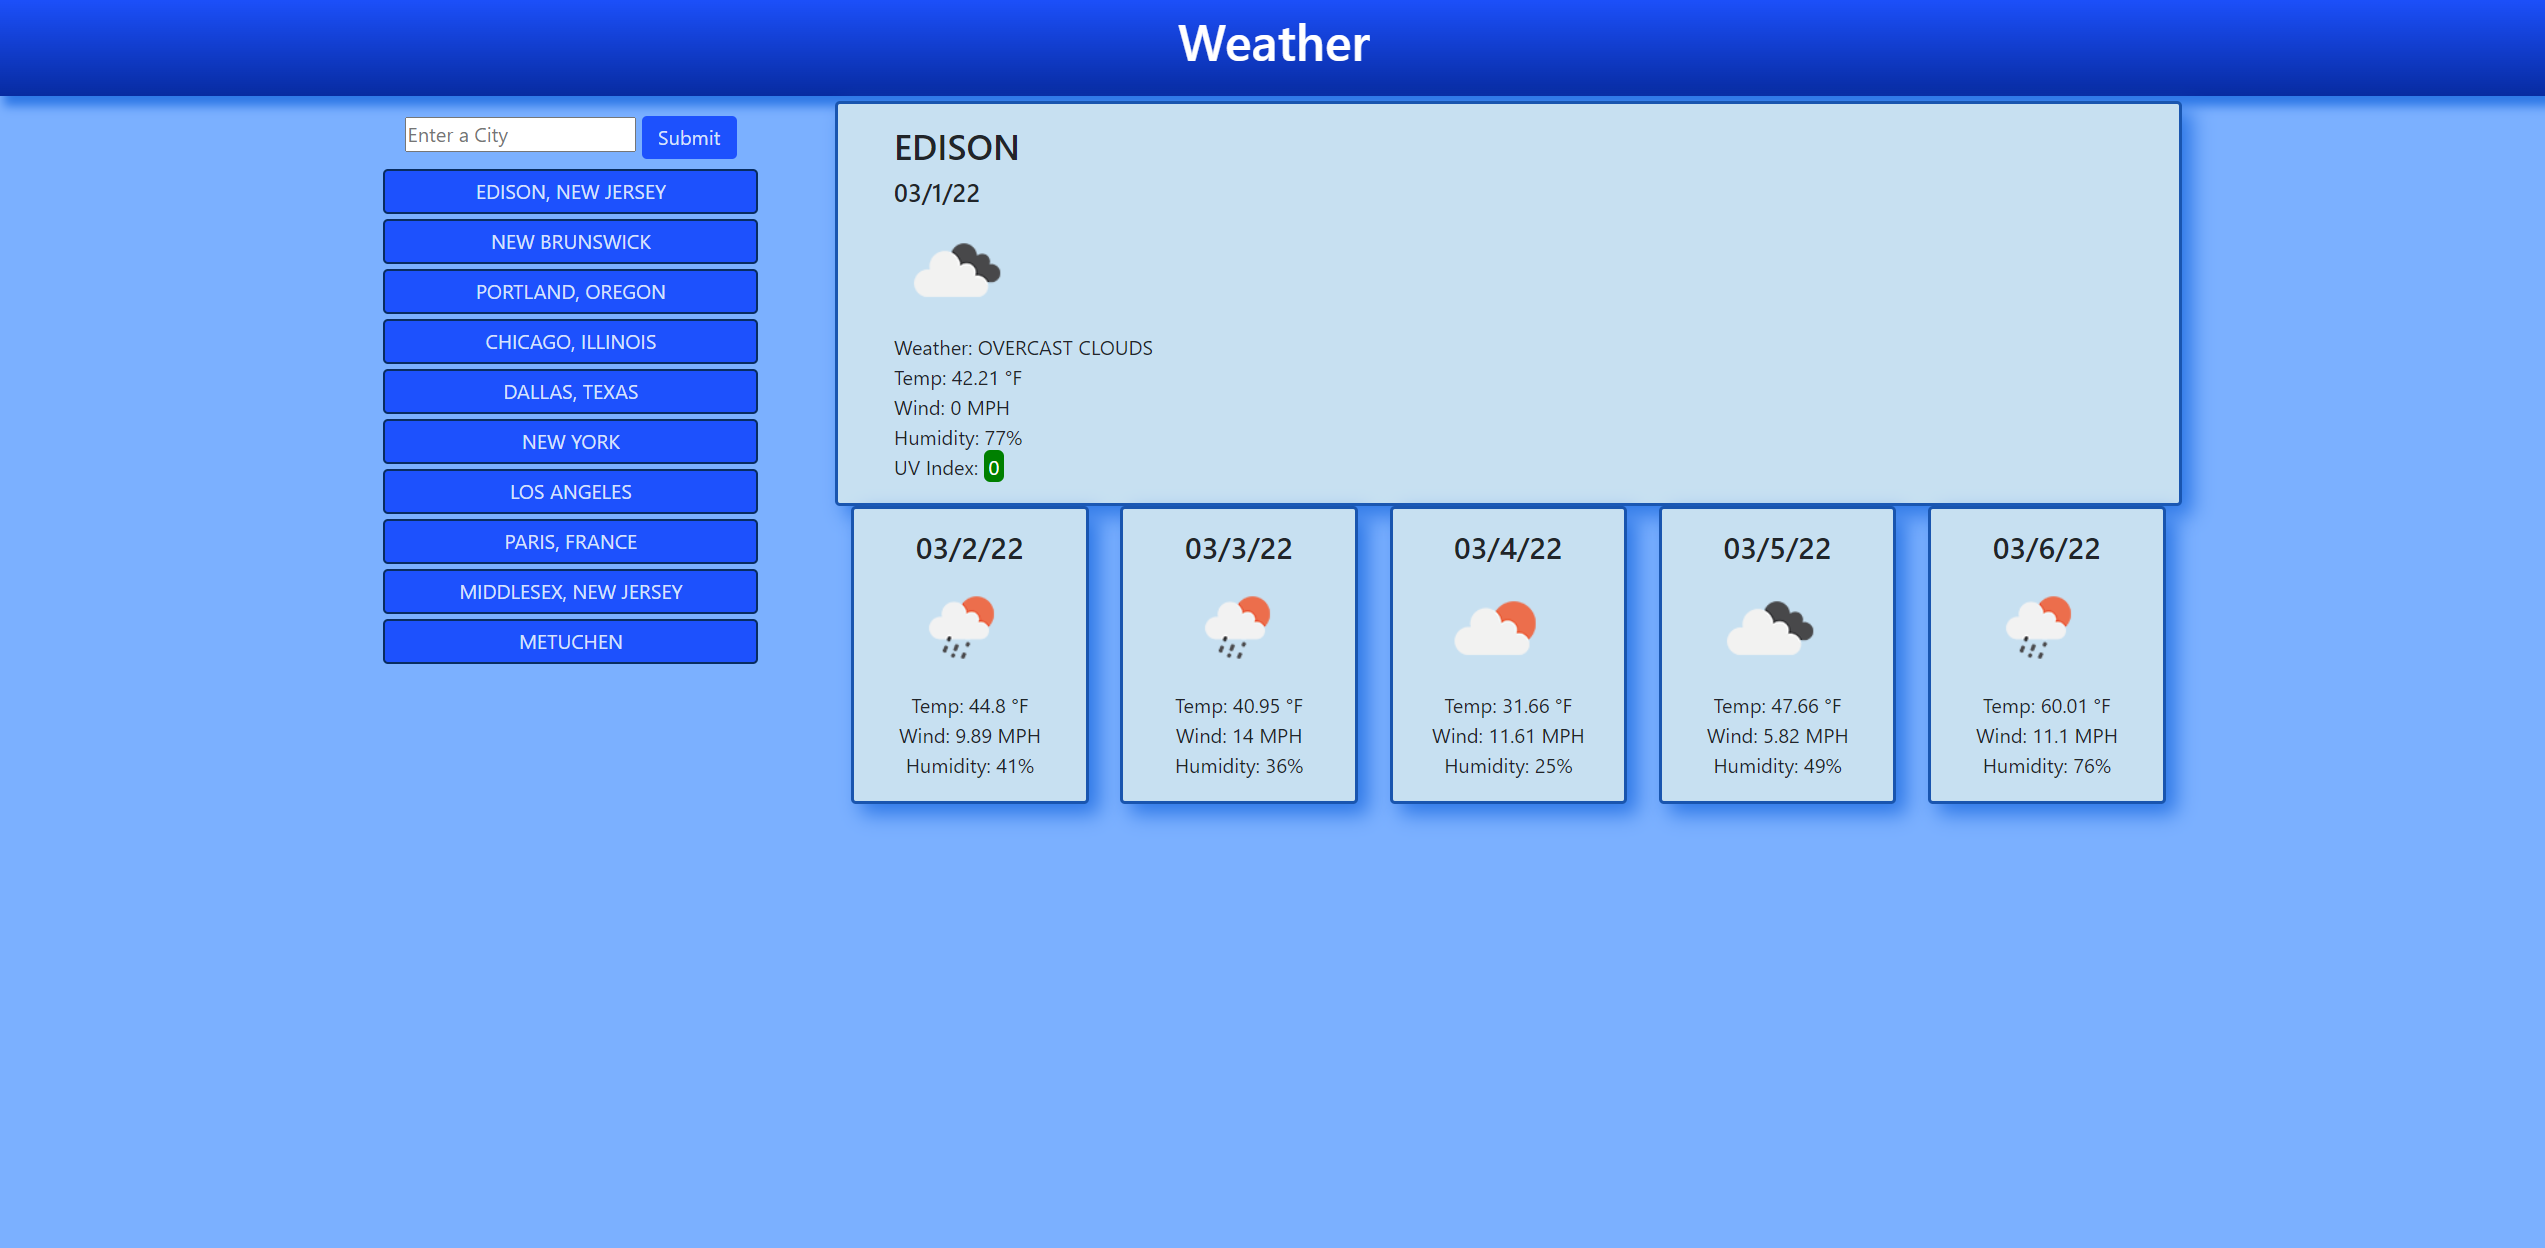 Weather
Enter a City
Submit
EDISON, NEW JERSEY
NEW BRUNSWICK
PORTLAND, OREGON
CHICAGO, ILLINOIS
DALLAS, TEXAS
NEW YORK
LOS ANGELES
PARIS, FRANCE
MIDDLESEX, NEW JERSEY
METUCHEN
EDISON
03/1/22
Weather: OVERCAST CLOUDS
Temp: 42.21 °F
Wind: 0 MPH
Humidity: 77%
UV Index: 0
03/2/22
Temp: 44.8 °F
Wind: 9.89 MPH
Humidity: 41%
03/3/22
Temp: 40.95 °F
Wind: 14 MPH
Humidity: 36%
03/4/22
Temp: 31.66 °F
Wind: 11.61 MPH
Humidity: 25%
03/5/22
Temp: 47.66 °F
Wind: 5.82 MPH
Humidity: 49%
03/6/22
Temp: 60.01 °F
Wind: 11.1 MPH
Humidity: 76%